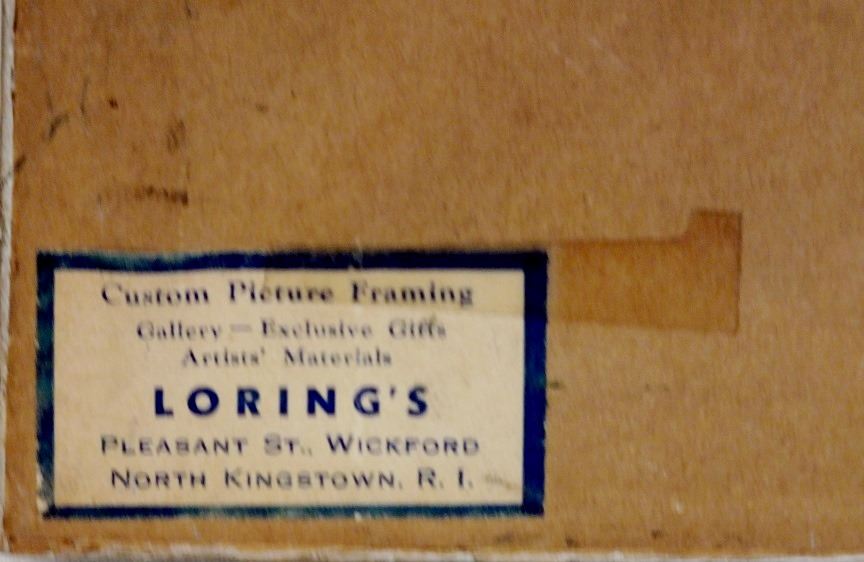 Custom Picture Framing
Gallery — Exclusive Gifts
Artists' Materials
LORING'S
PLEASANT ST., WICKFORD
NORTH KINGSTOWN, R. I.